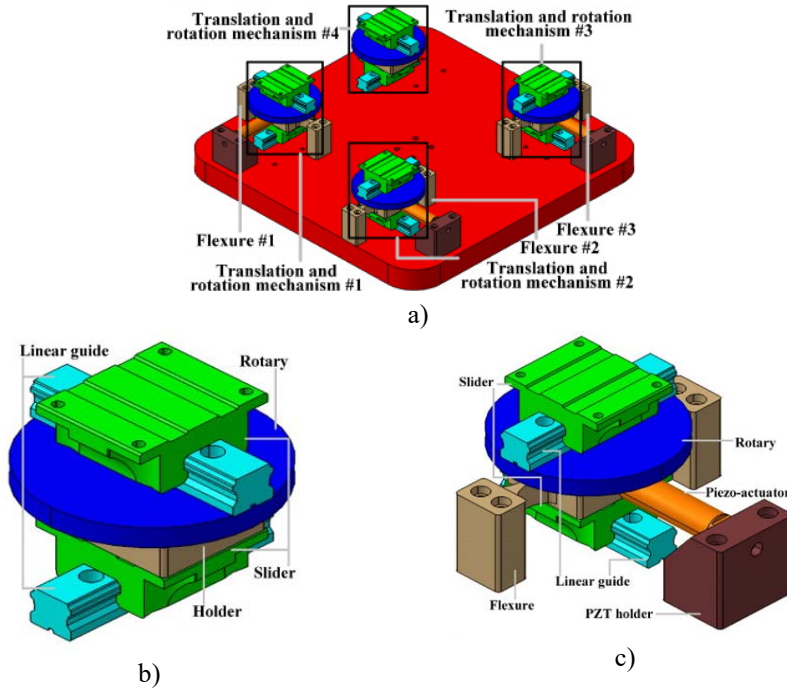 Translation and
rotation mechanism #4
Translation and rotation
mechanism #3
Flexure #1
Flexure #3
Flexure #2
Translation and
rotation mechanism #1
Translation and
rotation mechanism #2
a)
Linear guide
Rotary
Slider
Holder
b)
Slider
Rotary
Piezo-actuator
Linear guide
Flexure
PZT holder
c)